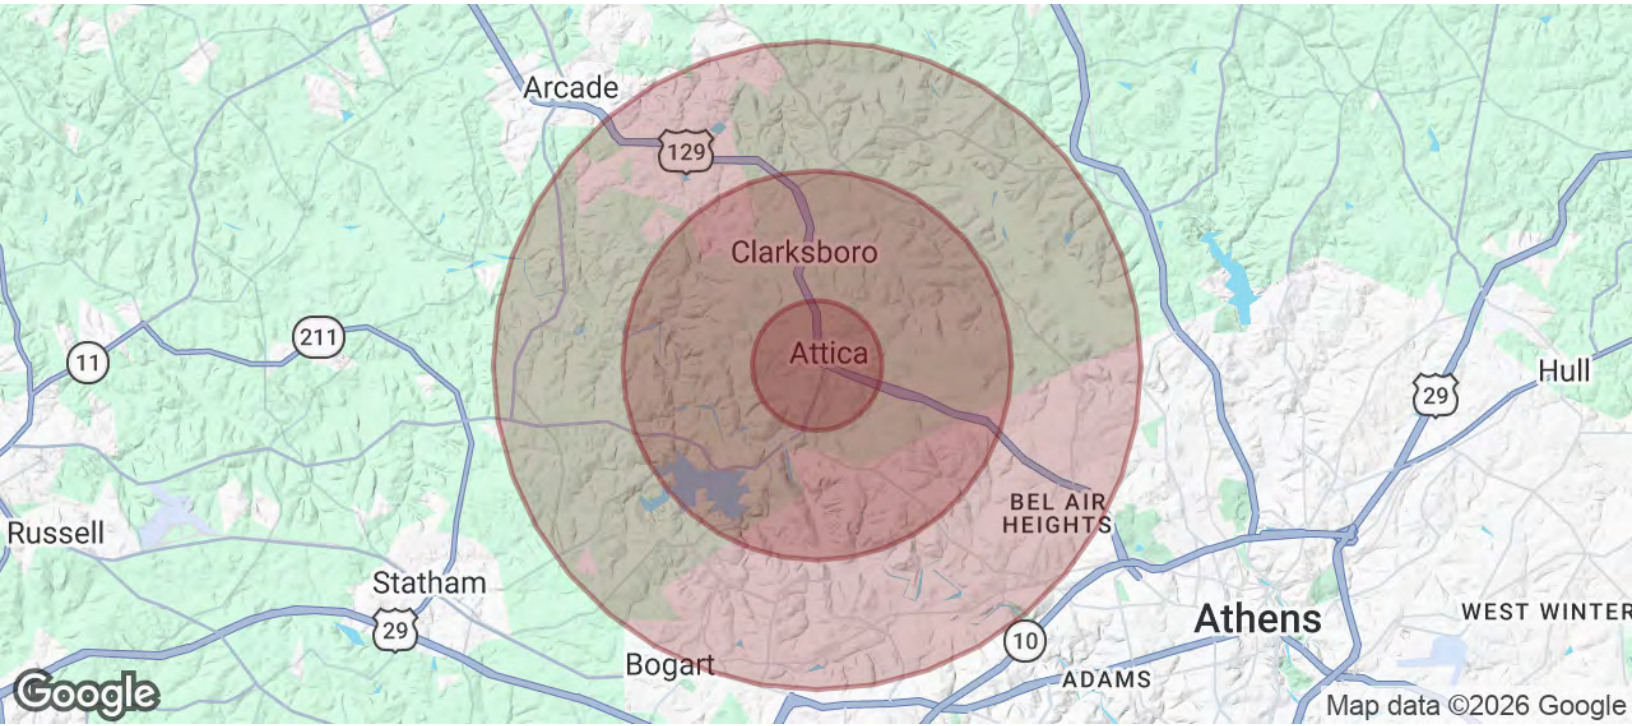 Arcade
129
Clarksboro
211
11
Attica
Hull
29
BEL AIR
HEIGHTS
Russell
Statham
29
Athens
WEST WINTER
10
Bogart
ADAMS
Google
Map data ©2026 Google